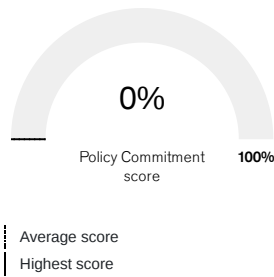 0%
Policy Commitment 100%
score
Average score
Highest score